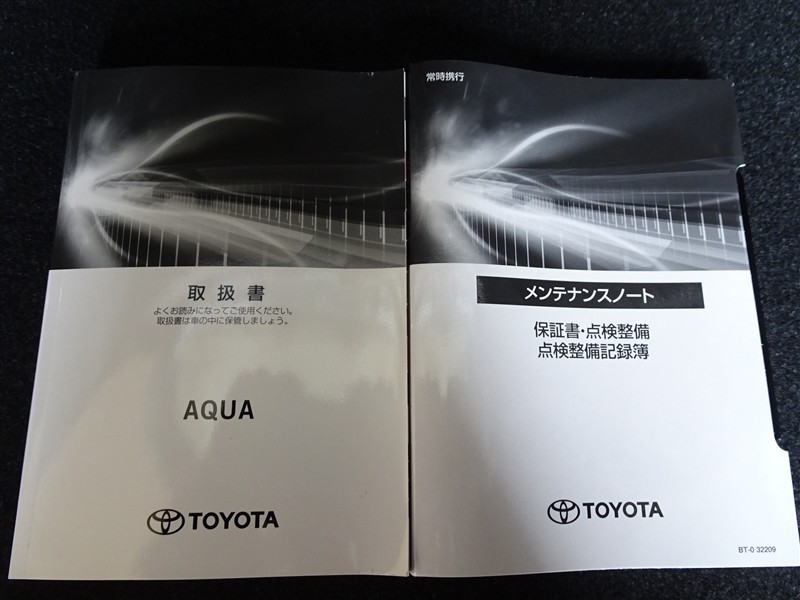 取扱書
よくお読みになってご使用ください。
取扱書は車の中に保管しましょう。
AQUA
TOYOTA
常時携行
メンテナンスノート
保証書・点検整備
点検整備記録簿
TOYOTA
BT-0 32209